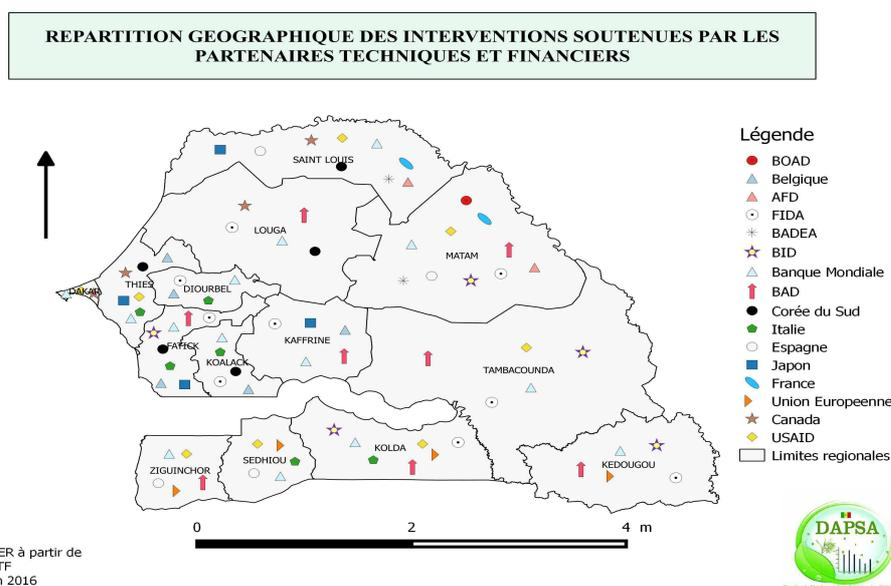 REPARTITION GEOGRAPHIQUE DES INTERVENTIONS SOUTENUES PAR LES
PARTENAIRES TECHNIQUES ET FINANCIERS
SAINT LOUIS
LOUGA
MATAM
DAKAR
THIES
DIOURBEL
FATICK
KOALACK
KAFFRINE
TAMBACOUNDA
ZIGUINCHOR
SEDHIOU
KOLDA
KEDOUGOU
Légende
BOAD
Belgique
AFD
FIDA
BADEA
BID
Banque Mondiale
BAD
Corée du Sud
Italie
Espagne
Japon
France
Union Europeenne
Canada
USAID
Limites regionales
0 2 4 m
ER à partir de
TF
2016
DAPSA